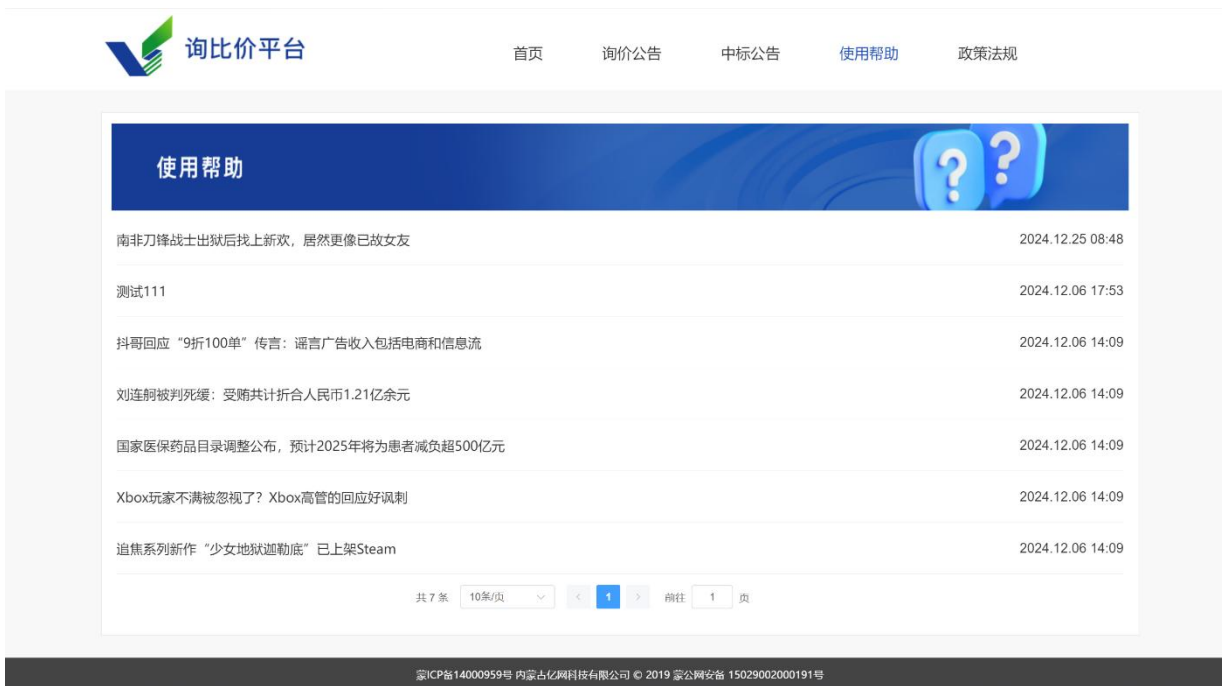 询比价平台
首页 询价公告 中标公告 使用帮助 政策法规
使用帮助
南非刀锋战士出狱后找上新欢，居然更像已故女友 2024.12.25 08:48
测试111 2024.12.06 17:53
抖哥回应“9折100单”传言：谣言广告收入包括电商和信息流 2024.12.06 14:09
刘连舸被判死缓：受贿共计折合人民币1.21亿余元 2024.12.06 14:09
国家医保药品目录调整公布，预计2025年将为患者减负超500亿元 2024.12.06 14:09
Xbox玩家不满被忽视了？Xbox高管的回应好讽刺 2024.12.06 14:09
追焦系列新作“少女地狱迦勒底”已上架Steam 2024.12.06 14:09
共 7 条 10条/页 1 前往 1 页
蒙ICP备14000959号 内蒙古亿网科技有限公司 © 2019 蒙公网安备 15029002000191号